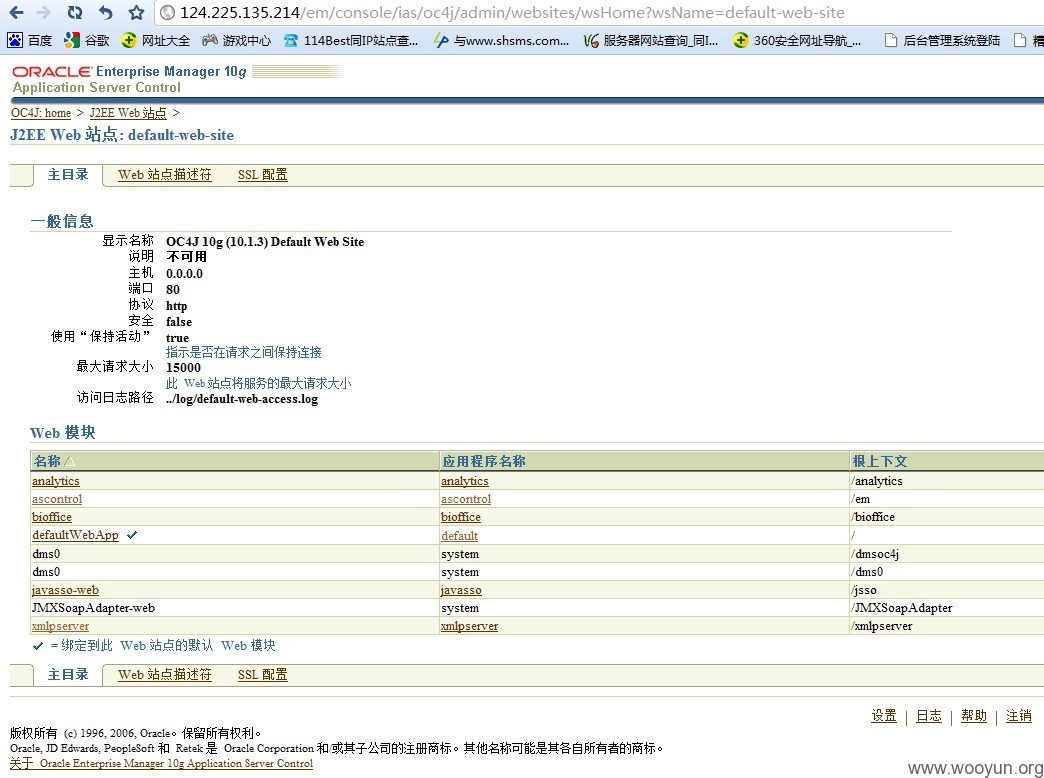 124.225.135.214/em/console/ias/oc4j/admin/websites/wsHome?wsName=default-web-site
百度 谷歌 网址大全 游戏中心 114Best同IP站点查... 与www.shsms.com... 服务器网站查询_同I... 360安全网址导航_... 后台管理系统登陆 精
ORACLE Enterprise Manager 10g
Application Server Control
OC4J: home > J2EE Web 站点 >
J2EE Web 站点: default-web-site
主目录 Web 站点描述符 SSL 配置
一般信息
显示名称 OC4J 10g (10.1.3) Default Web Site
说明 不可用
主机 0.0.0.0
端口 80
协议 http
安全 false
使用“保持活动” true
指示是否在请求之间保持连接
最大请求大小 15000
此 Web 站点将服务的最大请求大小
访问日志路径 ../log/default-web-access.log
Web 模块
名称 应用程序名称 根上下文
analytics analytics /analytics
ascontrol ascontrol /em
bioffice bioffice /bioffice
defaultWebApp ✓ default /
dms0 system /dmsoc4j
dms0 system /dms0
javasso-web javasso /jsso
JMXSoapAdapter-web system /JMXSoapAdapter
xmlpserver xmlpserver /xmlpserver
✓ = 绑定到此 Web 站点的默认 Web 模块
主目录 Web 站点描述符 SSL 配置
设置 | 日志 | 帮助 | 注销
版权所有 (c) 1996, 2006, Oracle。保留所有权利。
Oracle, JD Edwards, PeopleSoft 和 Retek 是 Oracle Corporation 和/或其子公司的注册商标。其他名称可能是其各自所有者的商标。
关于 Oracle Enterprise Manager 10g Application Server Control
www.wooyun.org